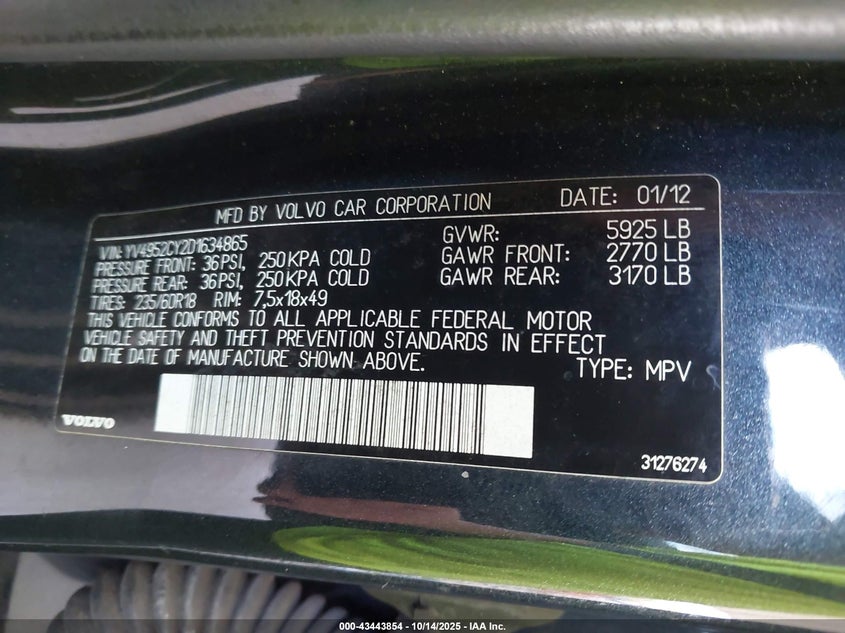 MFD BY VOLVO CAR CORPORATION DATE: 01/12
VIN: YV4952CY2D1634865
PRESSURE FRONT: 36PSI, 250KPA COLD
PRESSURE REAR: 36PSI, 250KPA COLD
TIRES: 235/60R18 RIM: 7,5x18x49
GVWR: 5925 LB
GAWR FRONT: 2770 LB
GAWR REAR: 3170 LB
THIS VEHICLE CONFORMS TO ALL APPLICABLE FEDERAL MOTOR
VEHICLE SAFETY AND THEFT PREVENTION STANDARDS IN EFFECT
ON THE DATE OF MANUFACTURE SHOWN ABOVE.
TYPE: MPV
VOLVO
31276274
000-43443854 - 10/14/2025 - IAA Inc.